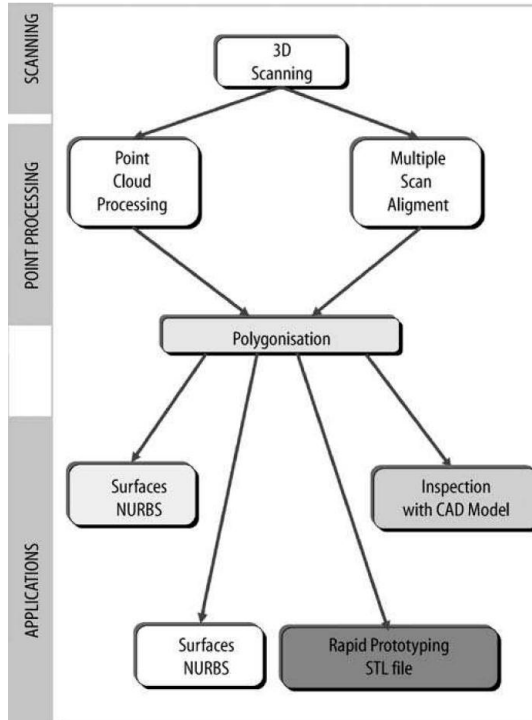 SCANNING
3D
Scanning
POINT PROCESSING
Point
Cloud
Processing
Multiple
Scan
Aligment
Polygonisation
APPLICATIONS
Surfaces
NURBS
Inspection
with CAD Model
Surfaces
NURBS
Rapid Prototyping
STL file